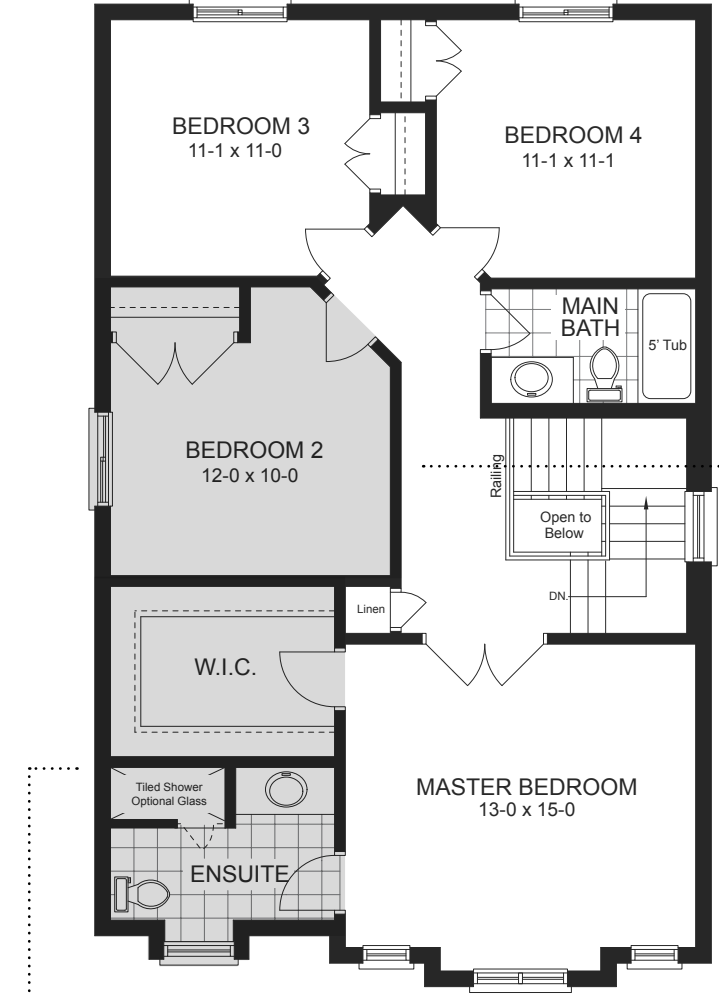 BEDROOM 3
11-1 x 11-0
BEDROOM 4
11-1 x 11-1
MAIN
BATH
5' Tub
BEDROOM 2
12-0 x 10-0
Railing
Open to
Below
DN.
Linen
W.I.C.
Tiled Shower
Optional Glass
MASTER BEDROOM
13-0 x 15-0
ENSUITE